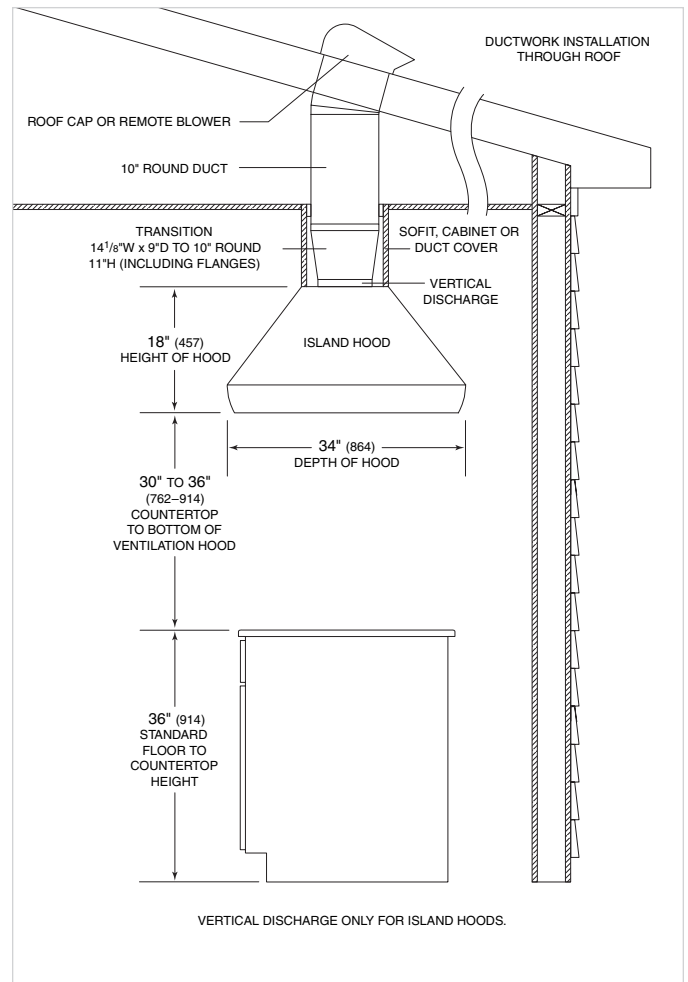 DUCTWORK INSTALLATION
THROUGH ROOF
ROOF CAP OR REMOTE BLOWER
10" ROUND DUCT
TRANSITION
14 1/8"W x 9"D TO 10" ROUND
11"H (INCLUDING FLANGES)
SOFIT, CABINET OR
DUCT COVER
VERTICAL
DISCHARGE
18" (457)
HEIGHT OF HOOD
ISLAND HOOD
34" (864)
DEPTH OF HOOD
30" TO 36"
(762–914)
COUNTERTOP
TO BOTTOM OF
VENTILATION HOOD
36" (914)
STANDARD
FLOOR TO
COUNTERTOP
HEIGHT
VERTICAL DISCHARGE ONLY FOR ISLAND HOODS.